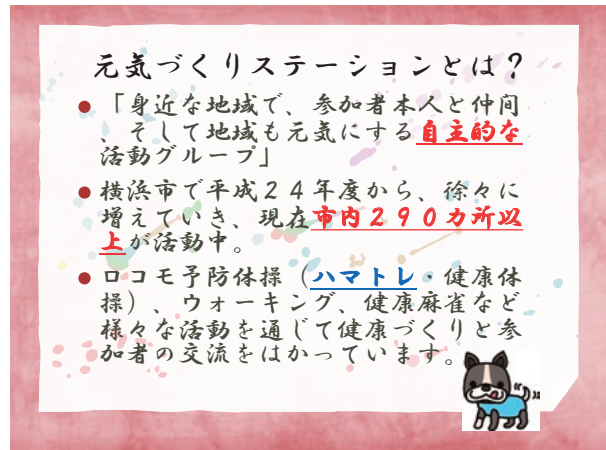 元気づくりステーションとは？
「身近な地域で、参加者本人と仲間
、そして地域も元気にする自主的な
活動グループ」
横浜市で平成２４年度から、徐々に
増えていき、現在市内２９０カ所以
上が活動中。
ロコモ予防体操（ハマトレ・健康体
操）、ウォーキング、健康麻雀など
様々な活動を通じて健康づくりと参
加者の交流をはかっています。